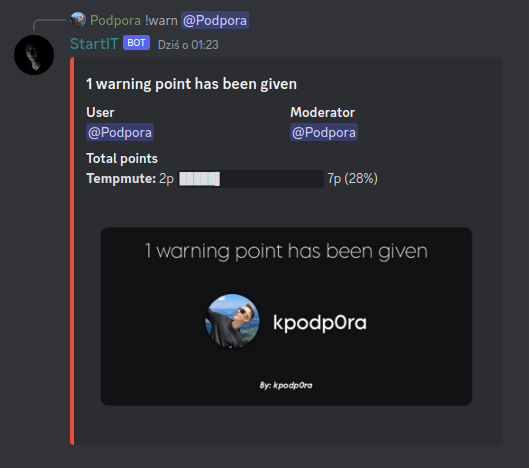 Podpora !warn @Podpora
StartIT BOT Dziś o 01:23
1 warning point has been given
User Moderator
@Podpora @Podpora
Total points
Tempmute: 2p 7p (28%)
1 warning point has been given
kpodp0ra
By: kpodp0ra